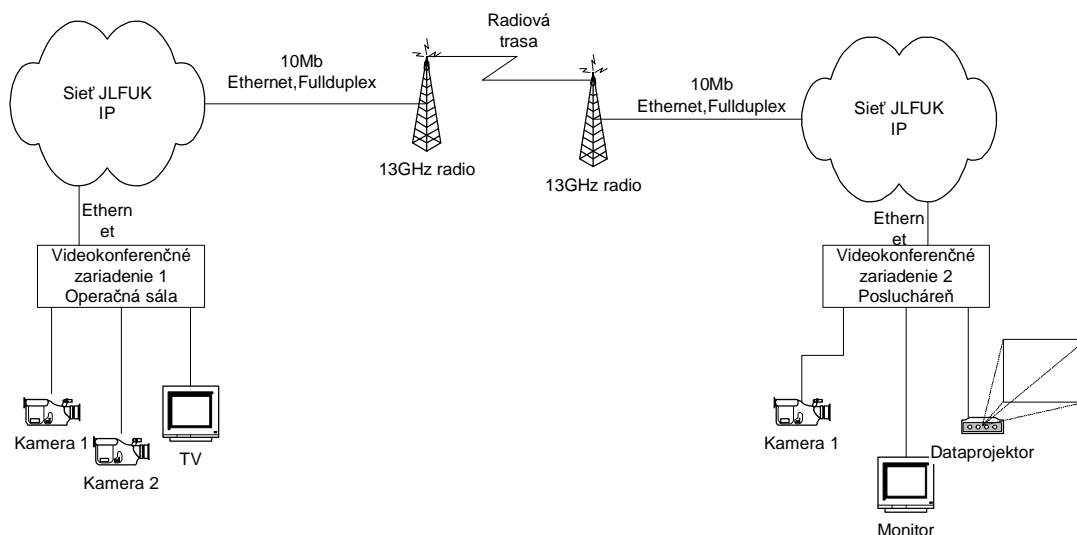 Radiová
trasa
10Mb
Ethernet,Fullduplex
10Mb
Ethernet,Fullduplex
Sieť JLFUK
IP
Sieť JLFUK
IP
13GHz radio
13GHz radio
Ethern
et
Ethern
et
Videokonferenčné
zariadenie 1
Operačná sála
Videokonferenčné
zariadenie 2
Poslucháreň
Kamera 1
Kamera 2
TV
Kamera 1
Dataprojektor
Monitor